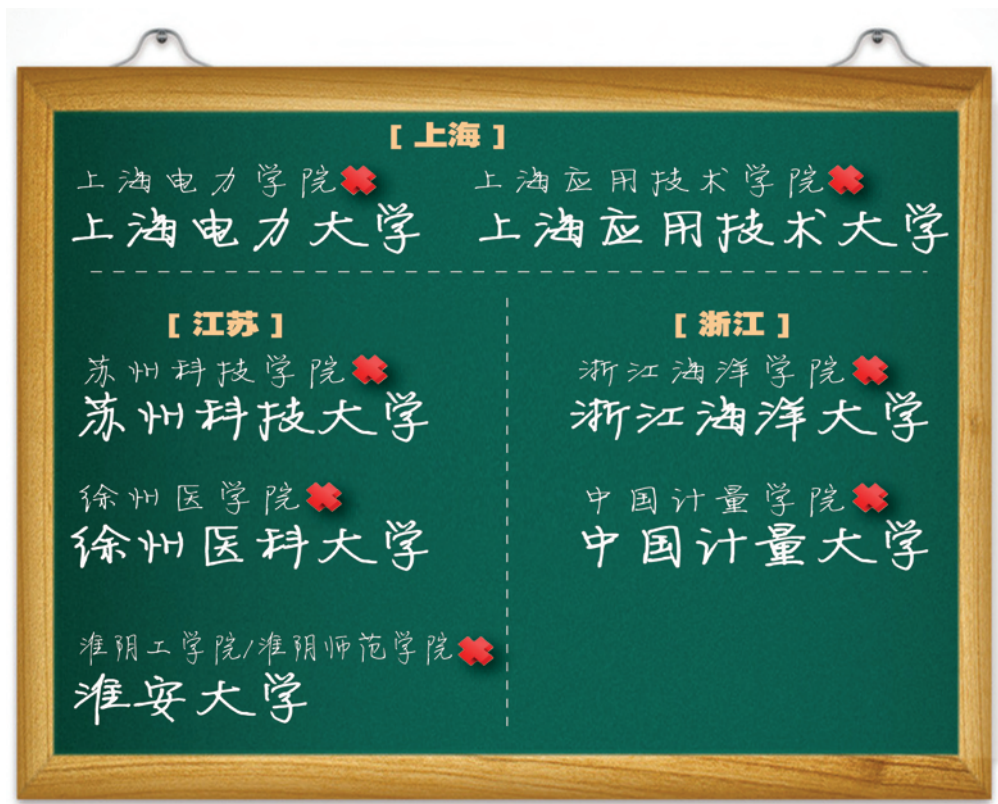 [ 上海 ]
上海电力学院 上海应用技术学院
上海电力大学 上海应用技术大学
[ 江苏 ]
苏州科技学院
苏州科技大学
徐州医学院
徐州医科大学
淮阴工学院/淮阴师范学院
淮安大学
[ 浙江 ]
浙江海洋学院
浙江海洋大学
中国计量学院
中国计量大学